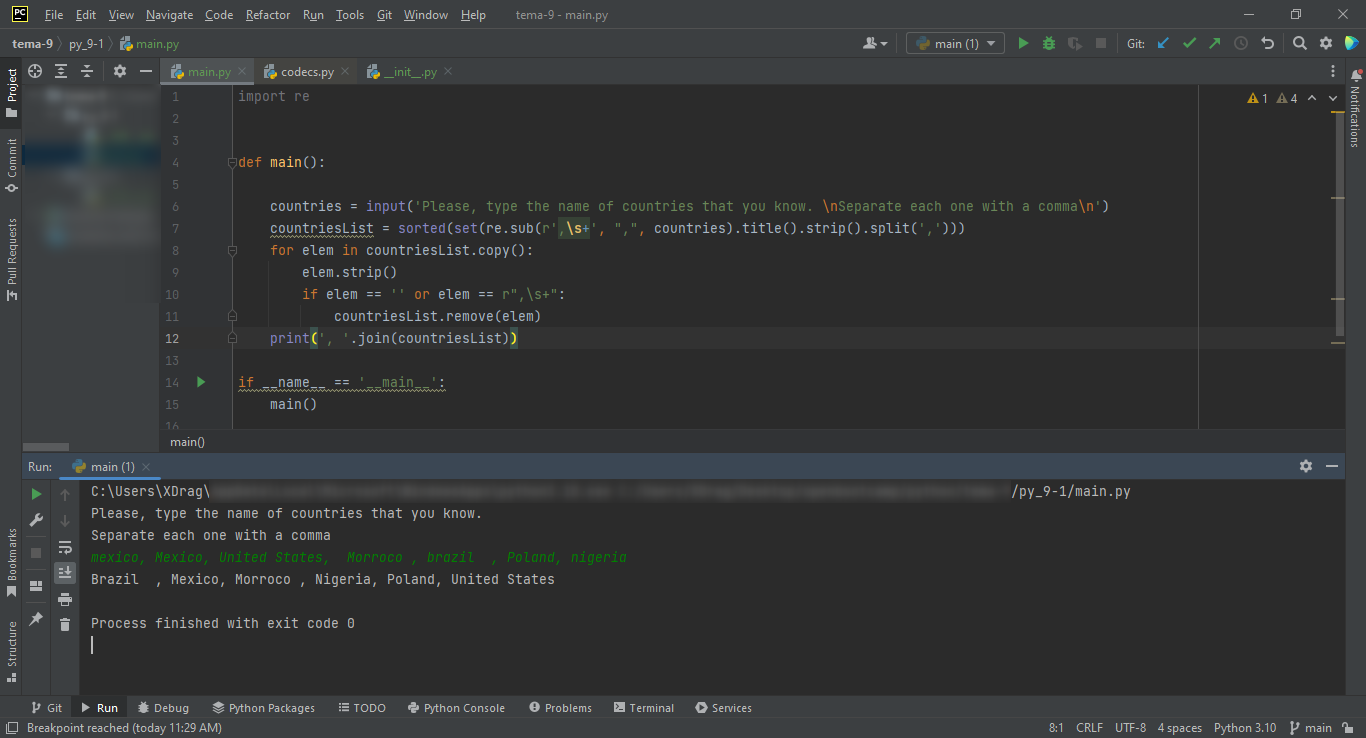 PC File Edit View Navigate Code Refactor Run Tools Git Window Help tema-9 - main.py
tema-9 py_9-1 main.py main (1) Git:
Project main.py codecs.py __init__.py
1 import re
1 4
2
3
4 def main():
5
6 countries = input('Please, type the name of countries that you know. \nSeparate each one with a comma\n')
7 countriesList = sorted(set(re.sub(r',\s+', ",", countries).title().strip().split(',')))
8 for elem in countriesList.copy():
9 elem.strip()
10 if elem == '' or elem == r",\s+":
11 countriesList.remove(elem)
12 print(', '.join(countriesList))
13
14 if __name__ == '__main__':
15 main()
16
main()
Commit
Pull Requests
Notifications
Run: main (1)
C:\Users\XDrag\ /py_9-1/main.py
Please, type the name of countries that you know.
Separate each one with a comma
mexico, Mexico, United States,  Morroco , brazil  , Poland, nigeria
Brazil  , Mexico, Morroco , Nigeria, Poland, United States
Process finished with exit code 0
Bookmarks
Structure
Git Run Debug Python Packages TODO Python Console Problems Terminal Services
Breakpoint reached (today 11:29 AM) 8:1 CRLF UTF-8 4 spaces Python 3.10 main